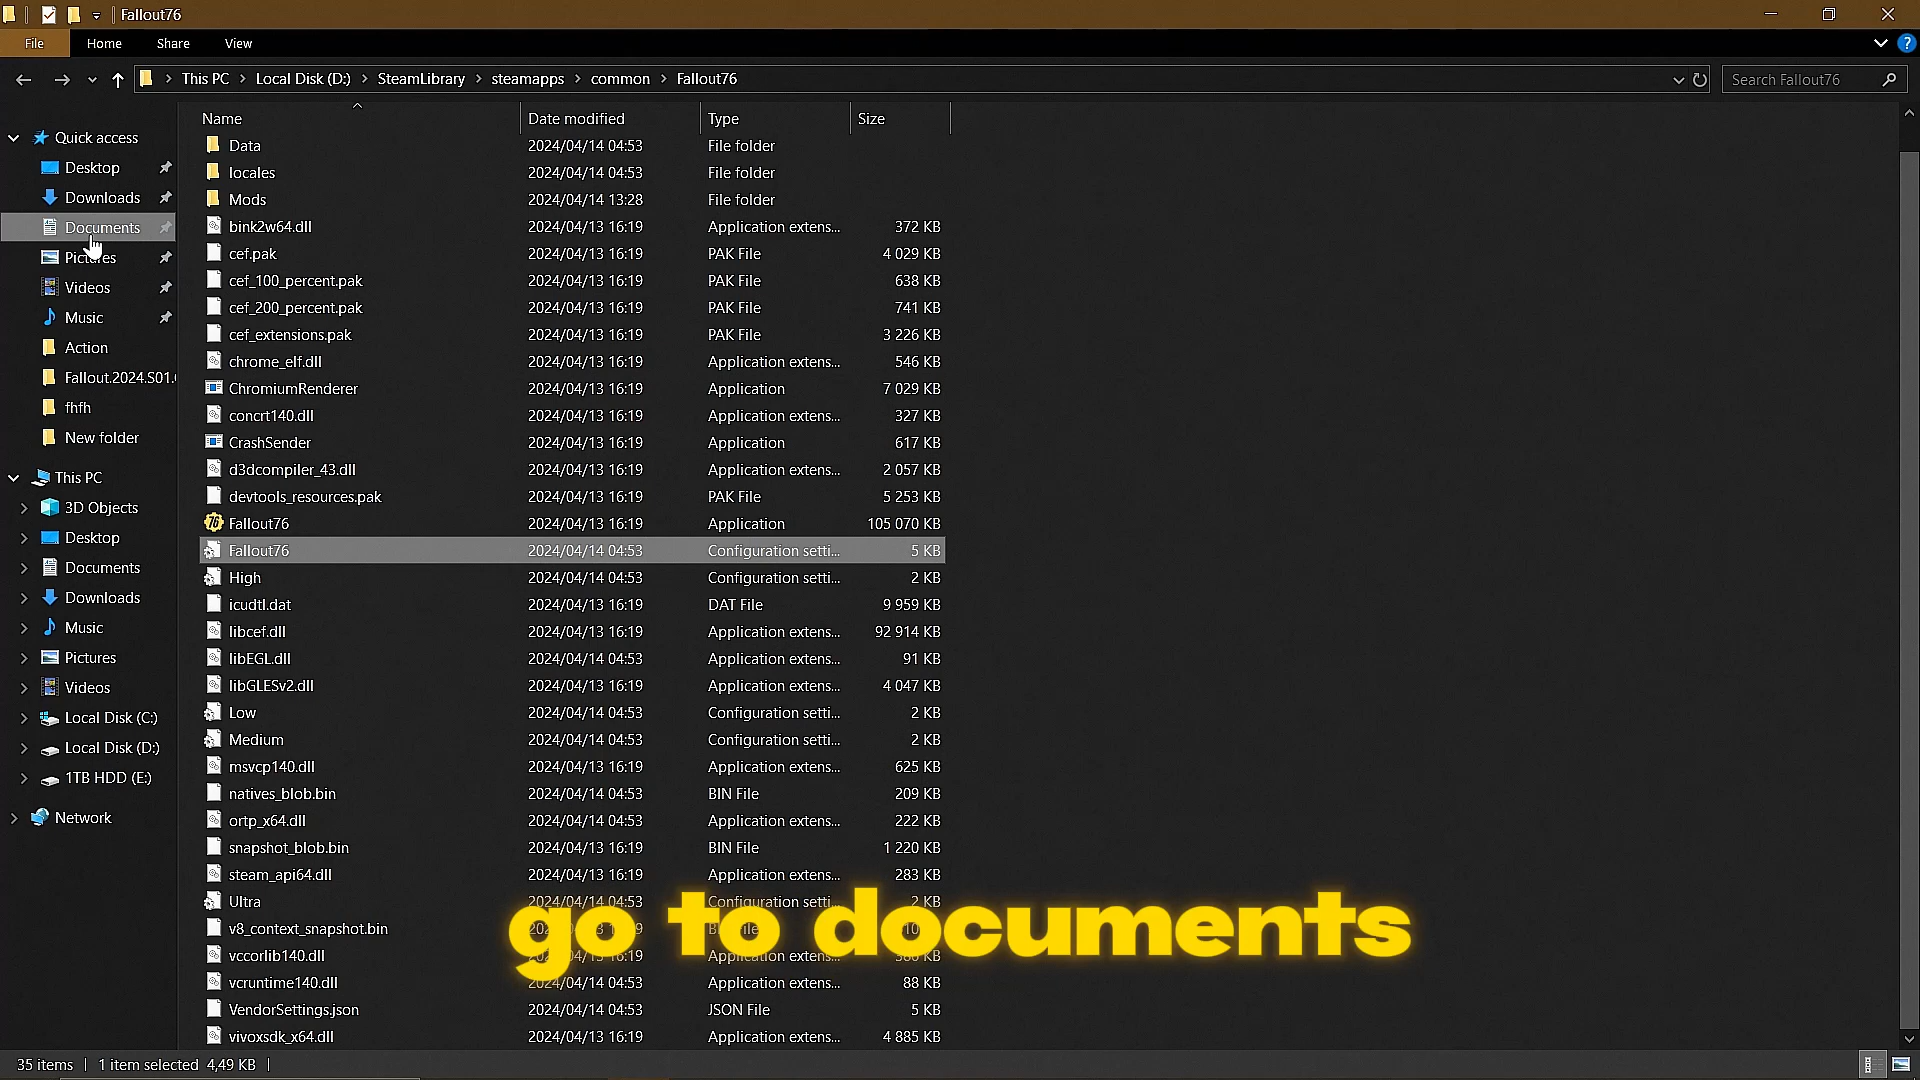 Fallout76
File Home Share View
This PC Local Disk (D:) SteamLibrary steamapps common Fallout76
Search Fallout76
Quick access
Desktop
Downloads
Documents
Pictures
Videos
Music
Action
Fallout.2024.S01.
fhfh
New folder
This PC
3D Objects
Desktop
Documents
Downloads
Music
Pictures
Videos
Local Disk (C:)
Local Disk (D:)
1TB HDD (E:)
Network
Name Date modified Type Size
Data 2024/04/14 04:53 File folder
locales 2024/04/14 04:53 File folder
Mods 2024/04/14 13:28 File folder
bink2w64.dll 2024/04/13 16:19 Application extens... 372 KB
cef.pak 2024/04/13 16:19 PAK File 4 029 KB
cef_100_percent.pak 2024/04/13 16:19 PAK File 638 KB
cef_200_percent.pak 2024/04/13 16:19 PAK File 741 KB
cef_extensions.pak 2024/04/13 16:19 PAK File 3 226 KB
chrome_elf.dll 2024/04/13 16:19 Application extens... 546 KB
ChromiumRenderer 2024/04/13 16:19 Application 7 029 KB
concrt140.dll 2024/04/13 16:19 Application extens... 327 KB
CrashSender 2024/04/13 16:19 Application 617 KB
d3dcompiler_43.dll 2024/04/13 16:19 Application extens... 2 057 KB
devtools_resources.pak 2024/04/13 16:19 PAK File 5 253 KB
Fallout76 2024/04/13 16:19 Application 105 070 KB
Fallout76 2024/04/14 04:53 Configuration setti... 5 KB
High 2024/04/14 04:53 Configuration setti... 2 KB
icudtl.dat 2024/04/13 16:19 DAT File 9 959 KB
libcef.dll 2024/04/13 16:19 Application extens... 92 914 KB
libEGL.dll 2024/04/14 04:53 Application extens... 91 KB
libGLESv2.dll 2024/04/13 16:19 Application extens... 4 047 KB
Low 2024/04/14 04:53 Configuration setti... 2 KB
Medium 2024/04/14 04:53 Configuration setti... 2 KB
msvcp140.dll 2024/04/13 16:19 Application extens... 625 KB
natives_blob.bin 2024/04/14 04:53 BIN File 209 KB
ortp_x64.dll 2024/04/14 04:53 Application extens... 222 KB
snapshot_blob.bin 2024/04/13 16:19 BIN File 1 220 KB
steam_api64.dll 2024/04/14 04:53 Application extens... 283 KB
Ultra 2024/04/14 04:53 Configuration setti... 2 KB
v8_context_snapshot.bin
vccorlib140.dll Application extens...
vcruntime140.dll 2024/04/14 04:53 Application extens... 88 KB
VendorSettings.json 2024/04/14 04:53 JSON File 5 KB
vivoxsdk_x64.dll 2024/04/13 16:19 Application extens... 4 885 KB
go to documents
35 items 1 item selected 4,49 KB